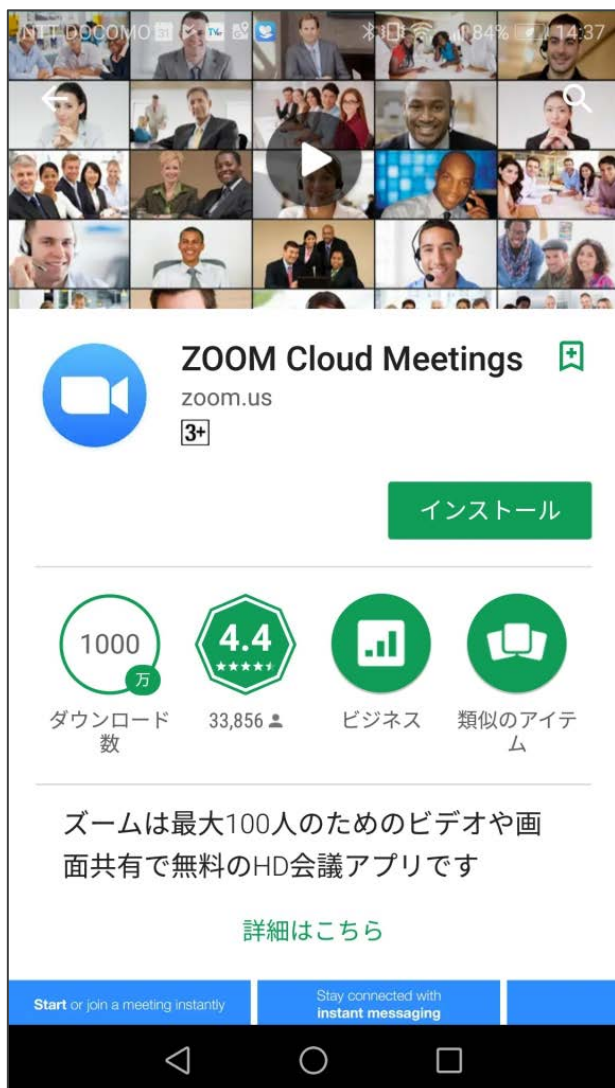 NTT DOCOMO 84% 14:37
ZOOM Cloud Meetings
zoom.us
3+
インストール
1000
万
ダウンロード
数
4.4
33,856
ビジネス
類似のアイテ
ム
ズームは最大100人のためのビデオや画
面共有で無料のHD会議アプリです
詳細はこちら
Start or join a meeting instantly
Stay connected with
instant messaging